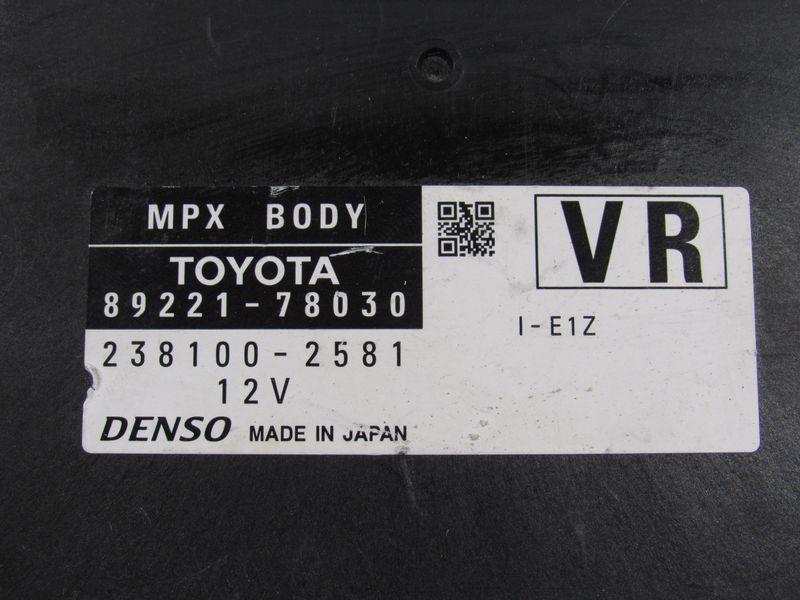 MPX BODY
TOYOTA
89221-78030
238100-2581
12V
DENSO MADE IN JAPAN
VR
I-E1Z